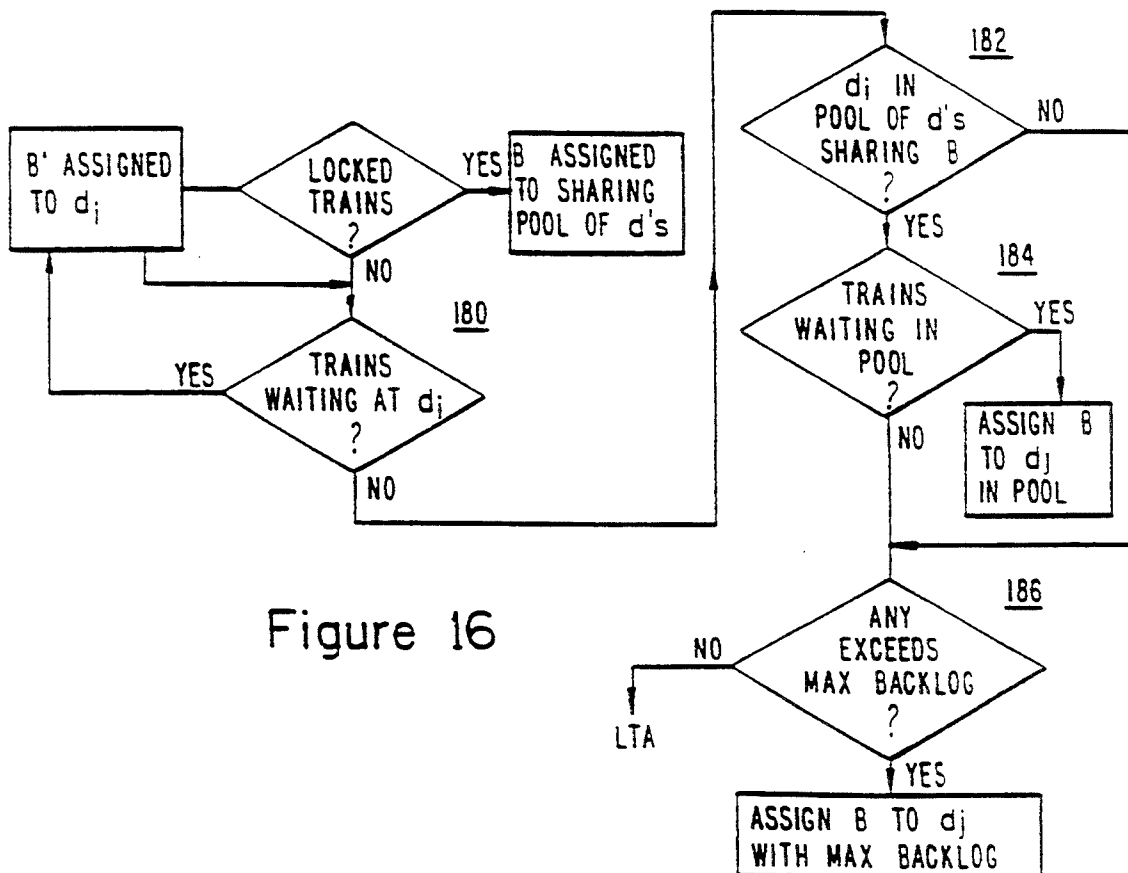 B' ASSIGNED
TO di
LOCKED
TRAINS
?
YES
NO
B ASSIGNED
TO SHARING
POOL OF d's
180
TRAINS
WAITING AT di
?
YES
NO
182
di IN
POOL OF d's
SHARING B
?
NO
YES
184
TRAINS
WAITING IN
POOL
?
YES
NO
ASSIGN B
TO dj
IN POOL
186
ANY
EXCEEDS
MAX BACKLOG
?
NO
LTA
YES
ASSIGN B TO dj
WITH MAX BACKLOG
Figure 16